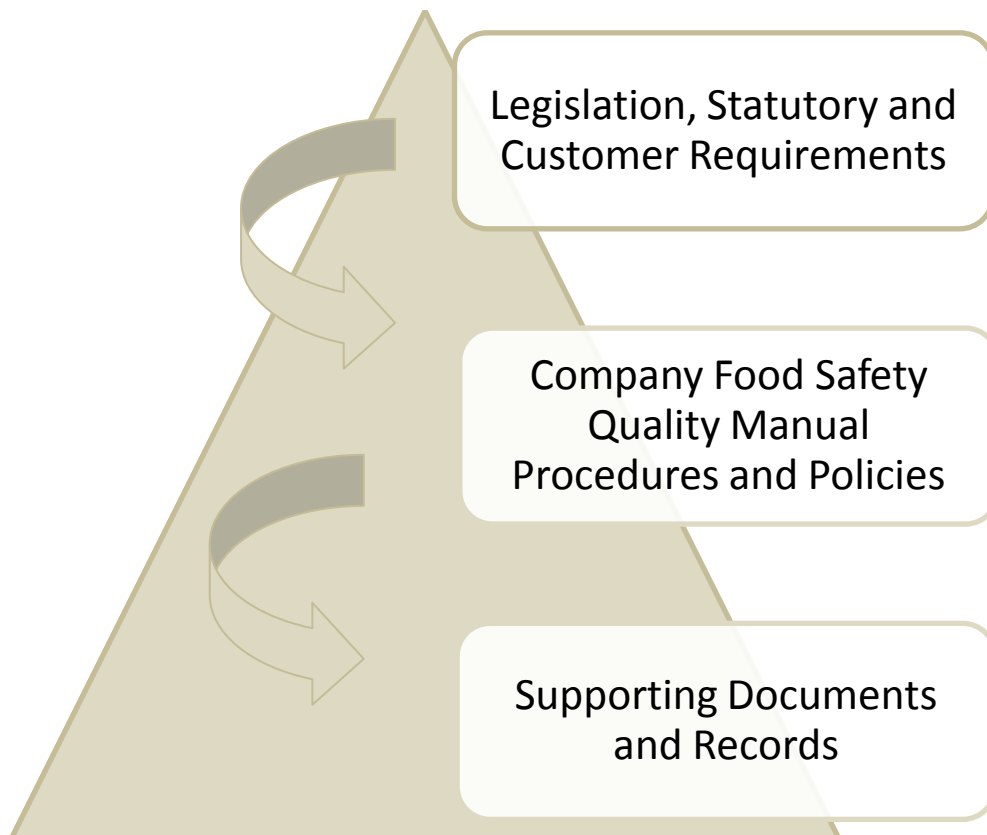 Legislation, Statutory and
Customer Requirements
Company Food Safety
Quality Manual
Procedures and Policies
Supporting Documents
and Records